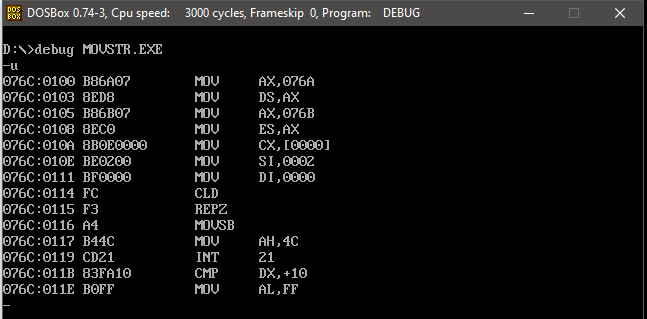 DOSBox 0.74-3, Cpu speed: 3000 cycles, Frameskip 0, Program: DEBUG
D:\>debug MOVSTR.EXE
-u
076C:0100 B86A07 MOV AX,076A
076C:0103 8ED8 MOV DS,AX
076C:0105 B86B07 MOV AX,076B
076C:0108 8EC0 MOV ES,AX
076C:010A 8B0E0000 MOV CX,[0000]
076C:010E BE0200 MOV SI,0002
076C:0111 BF0000 MOV DI,0000
076C:0114 FC CLD
076C:0115 F3 REPZ
076C:0116 A4 MOVSB
076C:0117 B44C MOV AH,4C
076C:0119 CD21 INT 21
076C:011B 83FA10 CMP DX,+10
076C:011E B0FF MOV AL,FF
-
DOS
BOX